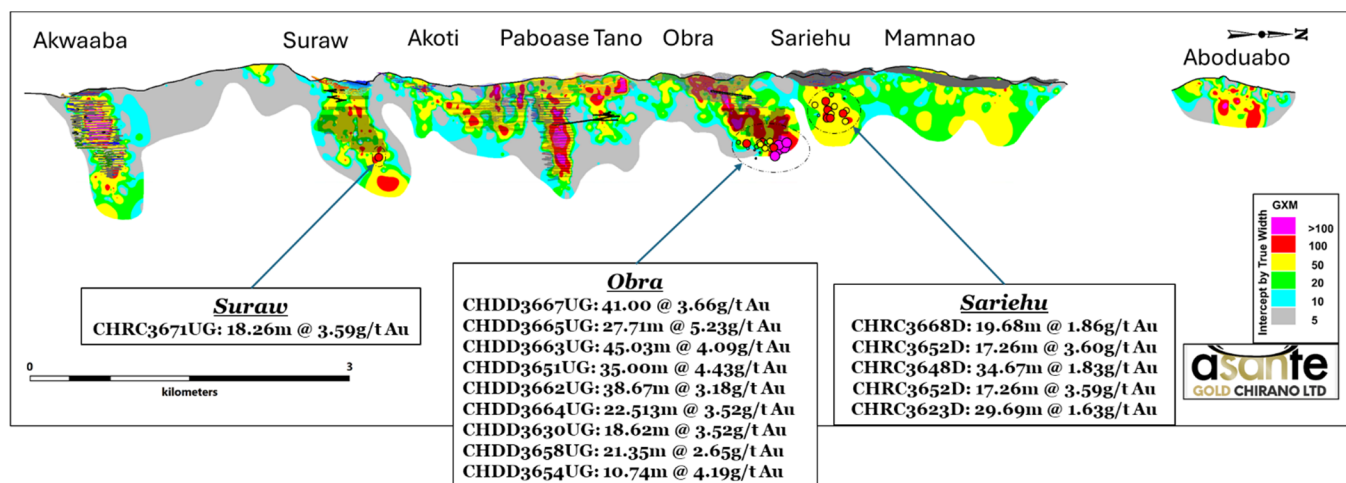 Akwaaba
Suraw
Akoti
Paboase Tano
Obra
Sariehu
Mamnao
N
Aboduabo
GXM
Intercept by True Width
>100
100
50
20
10
5
Suraw
CHRC3671UG: 18.26m @ 3.59g/t Au
Obra
CHDD3667UG: 41.00 @ 3.66g/t Au
CHDD3665UG: 27.71m @ 5.23g/t Au
CHDD3663UG: 45.03m @ 4.09g/t Au
CHDD3651UG: 35.00m @ 4.43g/t Au
CHDD3662UG: 38.67m @ 3.18g/t Au
CHDD3664UG: 22.513m @ 3.52g/t Au
CHDD3630UG: 18.62m @ 3.52g/t Au
CHDD3658UG: 21.35m @ 2.65g/t Au
CHDD3654UG: 10.74m @ 4.19g/t Au
Sariehu
CHRC3668D: 19.68m @ 1.86g/t Au
CHRC3652D: 17.26m @ 3.60g/t Au
CHRC3648D: 34.67m @ 1.83g/t Au
CHRC3652D: 17.26m @ 3.59g/t Au
CHRC3623D: 29.69m @ 1.63g/t Au
0 3
kilometers
asante
GOLD CHIRANO LTD